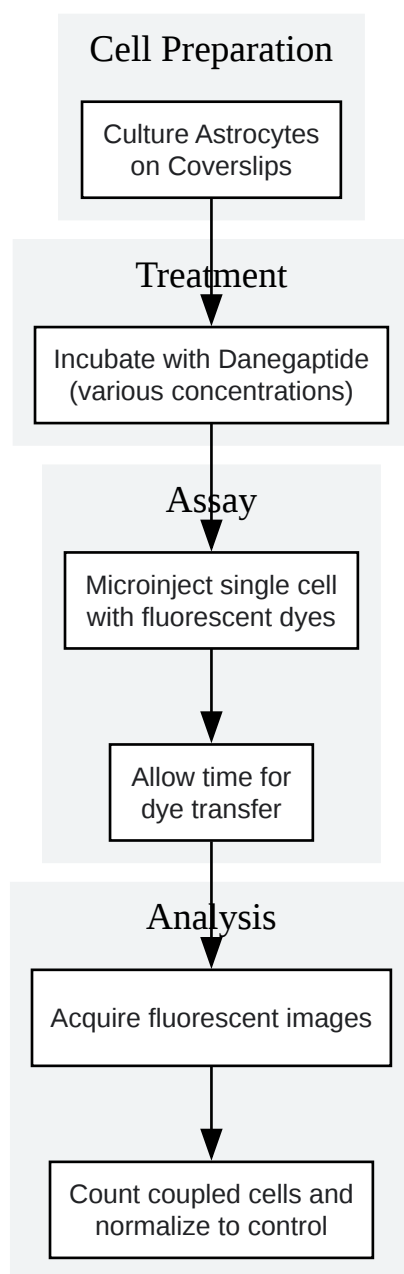 Cell Preparation
Culture Astrocytes
on Coverslips
Treatment
Incubate with Danegaptide
(various concentrations)
Assay
Microinject single cell
with fluorescent dyes
Allow time for
dye transfer
Analysis
Acquire fluorescent images
Count coupled cells and
normalize to control